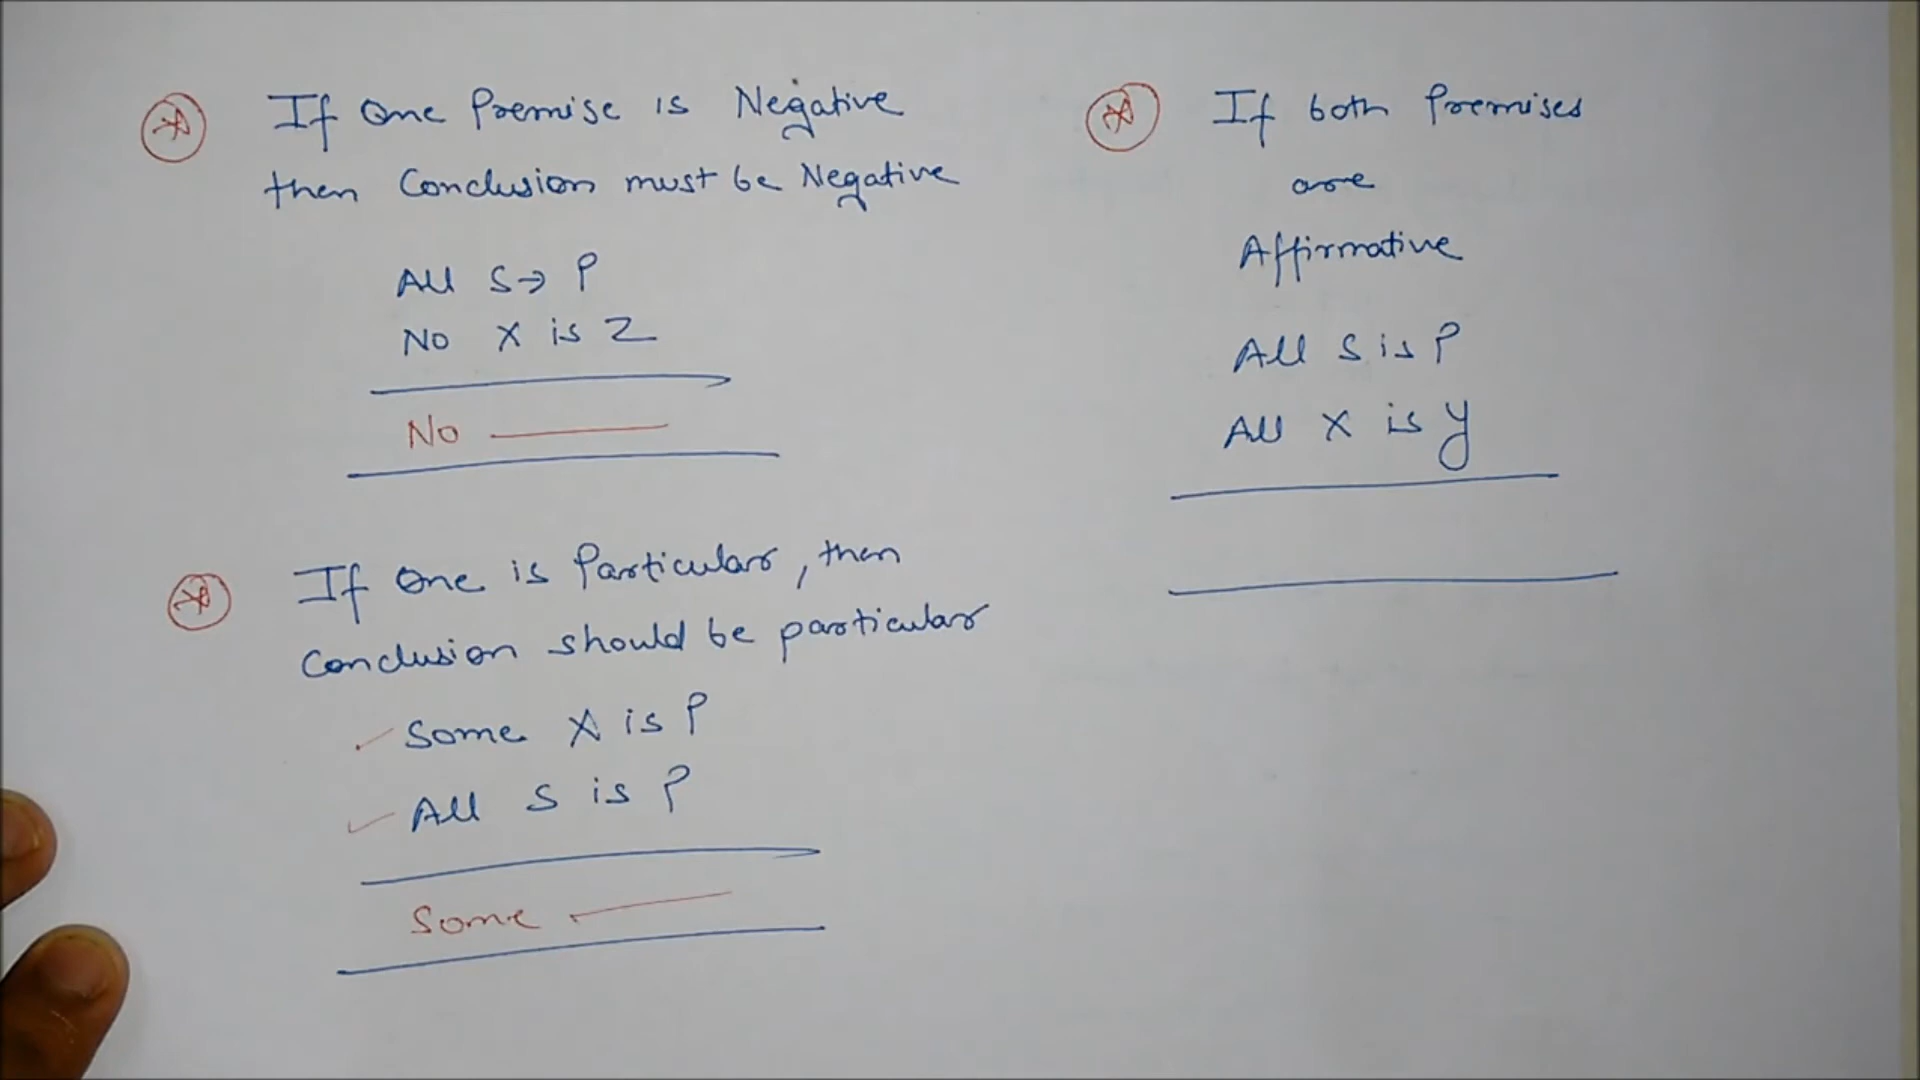 If One Premise is Negative
then Conclusion must be Negative
All S → P
No X is Z
No
If One is Particular, then
Conclusion should be particular
Some X is P
All S is P
Some
If both Premises
are
Affirmative
All S is P
All X is y